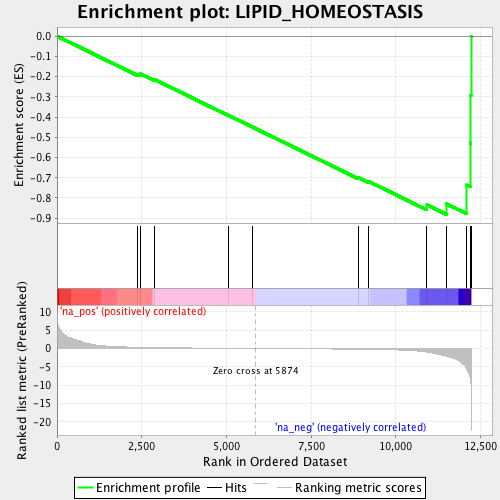 Enrichment plot: LIPID_HOMEOSTASIS
Enrichment score (ES)
0.0
-0.1
-0.2
-0.3
-0.4
-0.5
-0.6
-0.7
-0.8
-0.9
'na_pos' (positively correlated)
Ranked list metric (PreRanked)
10
5
0
-5
-10
-15
-20
Zero cross at 5874
'na_neg' (negatively correlated)
0
2,500
5,000
7,500
10,000
12,500
Rank in Ordered Dataset
Enrichment profile
Hits
Ranking metric scores